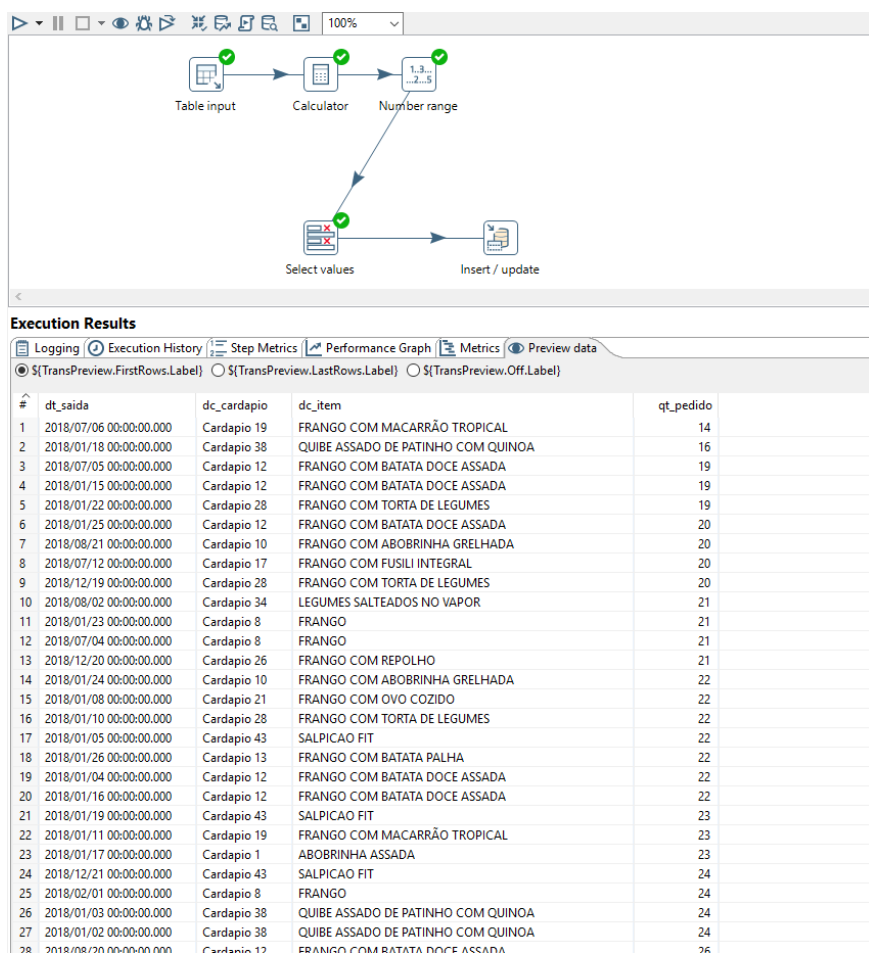 100%
Table input
Calculator
1..3...
...2...5
Number range
Select values
Insert / update
Execution Results
Logging Execution History Step Metrics Performance Graph Metrics Preview data
${TransPreview.FirstRows.Label} ${TransPreview.LastRows.Label} ${TransPreview.Off.Label}
# dt_saida dc_cardapio dc_item qt_pedido
1 2018/07/06 00:00:00.000 Cardapio 19 FRANGO COM MACARRÃO TROPICAL 14
2 2018/01/18 00:00:00.000 Cardapio 38 QUIBE ASSADO DE PATINHO COM QUINOA 16
3 2018/07/05 00:00:00.000 Cardapio 12 FRANGO COM BATATA DOCE ASSADA 19
4 2018/01/15 00:00:00.000 Cardapio 12 FRANGO COM BATATA DOCE ASSADA 19
5 2018/01/22 00:00:00.000 Cardapio 28 FRANGO COM TORTA DE LEGUMES 19
6 2018/01/25 00:00:00.000 Cardapio 12 FRANGO COM BATATA DOCE ASSADA 20
7 2018/08/21 00:00:00.000 Cardapio 10 FRANGO COM ABOBRINHA GRELHADA 20
8 2018/07/12 00:00:00.000 Cardapio 17 FRANGO COM FUSILI INTEGRAL 20
9 2018/12/19 00:00:00.000 Cardapio 28 FRANGO COM TORTA DE LEGUMES 20
10 2018/08/02 00:00:00.000 Cardapio 34 LEGUMES SALTEADOS NO VAPOR 21
11 2018/01/23 00:00:00.000 Cardapio 8 FRANGO 21
12 2018/07/04 00:00:00.000 Cardapio 8 FRANGO 21
13 2018/12/20 00:00:00.000 Cardapio 26 FRANGO COM REPOLHO 21
14 2018/01/24 00:00:00.000 Cardapio 10 FRANGO COM ABOBRINHA GRELHADA 22
15 2018/01/08 00:00:00.000 Cardapio 21 FRANGO COM OVO COZIDO 22
16 2018/01/10 00:00:00.000 Cardapio 28 FRANGO COM TORTA DE LEGUMES 22
17 2018/01/05 00:00:00.000 Cardapio 43 SALPICAO FIT 22
18 2018/01/26 00:00:00.000 Cardapio 13 FRANGO COM BATATA PALHA 22
19 2018/01/04 00:00:00.000 Cardapio 12 FRANGO COM BATATA DOCE ASSADA 22
20 2018/01/16 00:00:00.000 Cardapio 12 FRANGO COM BATATA DOCE ASSADA 22
21 2018/01/19 00:00:00.000 Cardapio 43 SALPICAO FIT 23
22 2018/01/11 00:00:00.000 Cardapio 19 FRANGO COM MACARRÃO TROPICAL 23
23 2018/01/17 00:00:00.000 Cardapio 1 ABOBRINHA ASSADA 23
24 2018/12/21 00:00:00.000 Cardapio 43 SALPICAO FIT 24
25 2018/02/01 00:00:00.000 Cardapio 8 FRANGO 24
26 2018/01/03 00:00:00.000 Cardapio 38 QUIBE ASSADO DE PATINHO COM QUINOA 24
27 2018/01/02 00:00:00.000 Cardapio 38 QUIBE ASSADO DE PATINHO COM QUINOA 24
28 2018/08/20 00:00:00.000 Cardapio 12 FRANGO COM BATATA DOCE ASSADA 26